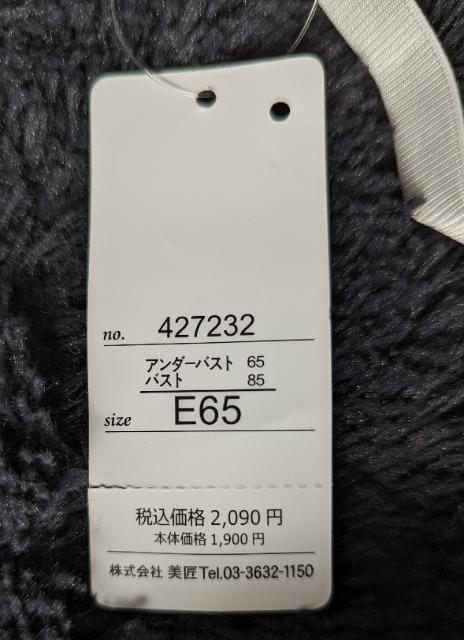 no. 427232
アンダーバスト 65
バスト 85
size E65
税込価格 2,090 円
本体価格 1,900 円
株式会社 美匠 Tel.03-3632-1150